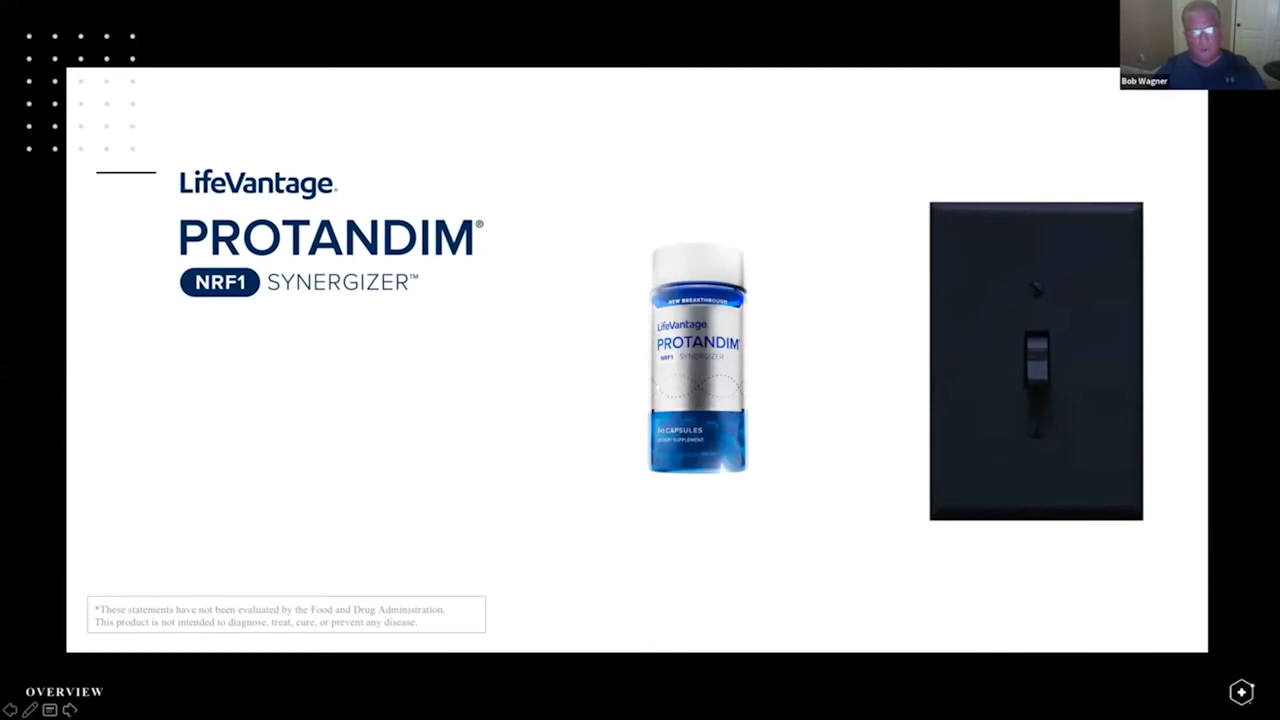 Bob Wagner
LifeVantage®
PROTANDIM®
NRF1 SYNERGIZER™
NEW BREAKTHROUGH
LifeVantage
PROTANDIM
NRF1 SYNERGIZER
CAPSULES
DIETARY SUPPLEMENT
*These statements have not been evaluated by the Food and Drug Administration.
This product is not intended to diagnose, treat, cure, or prevent any disease.
OVERVIEW